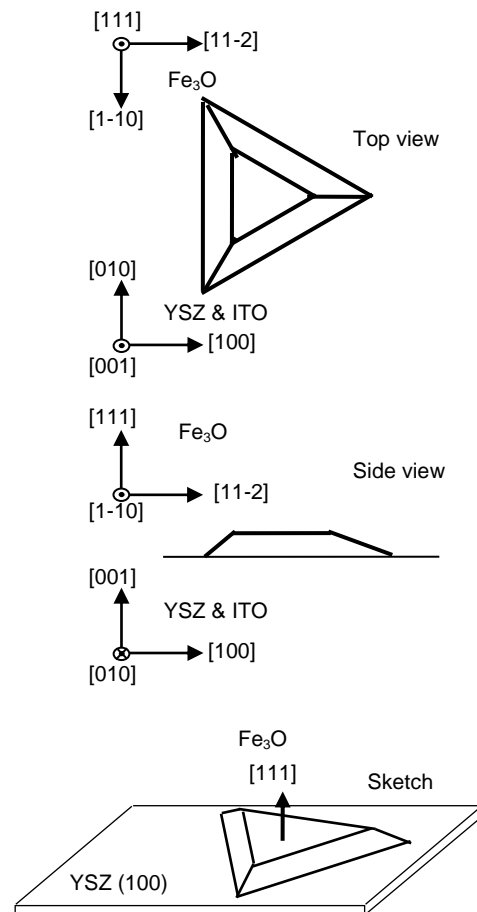 [111]
[11-2]
[1-10]
Fe₃O
Top view
[010]
YSZ & ITO
[100]
[001]
[111]
Fe₃O
Side view
[11-2]
[1-10]
[001]
YSZ & ITO
[100]
[010]
Fe₃O
[111]
Sketch
YSZ (100)